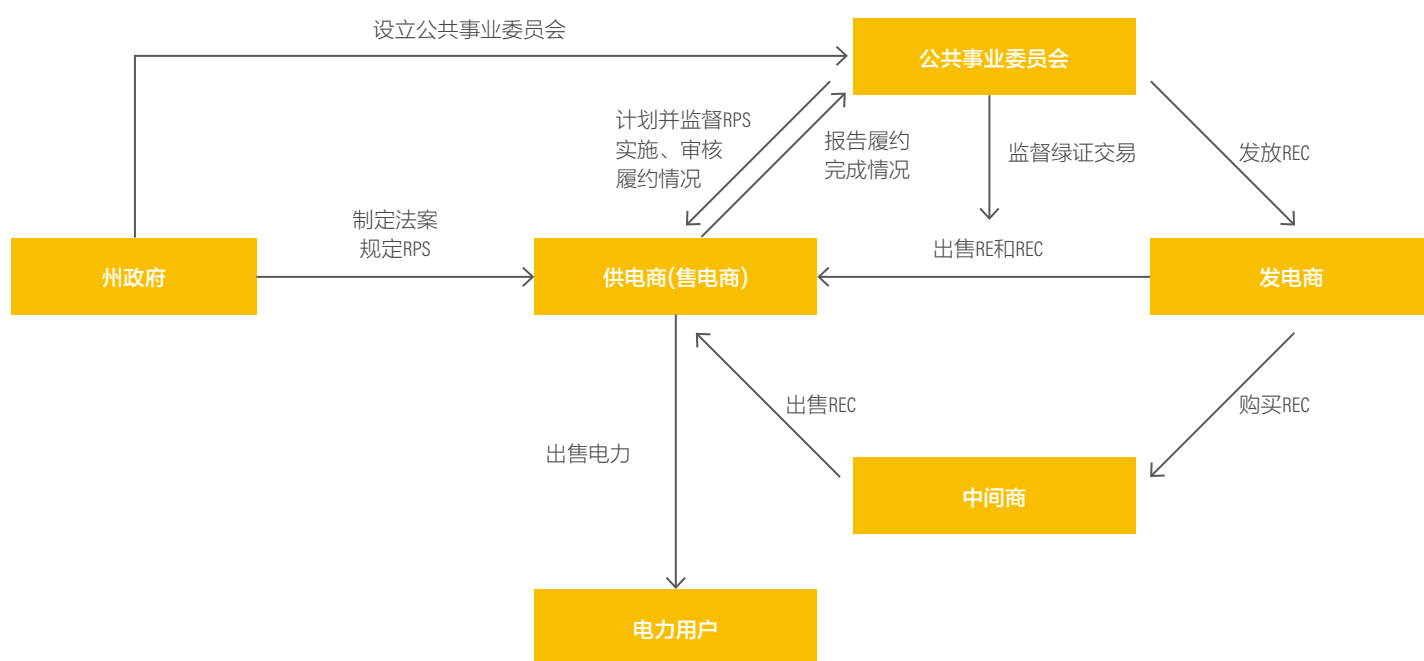 设立公共事业委员会
公共事业委员会
计划并监督RPS
实施、审核
履约情况
报告履约
完成情况
监督绿证交易
发放REC
制定法案
规定RPS
州政府
供电商(售电商)
出售RE和REC
发电商
出售REC
购买REC
出售电力
中间商
电力用户